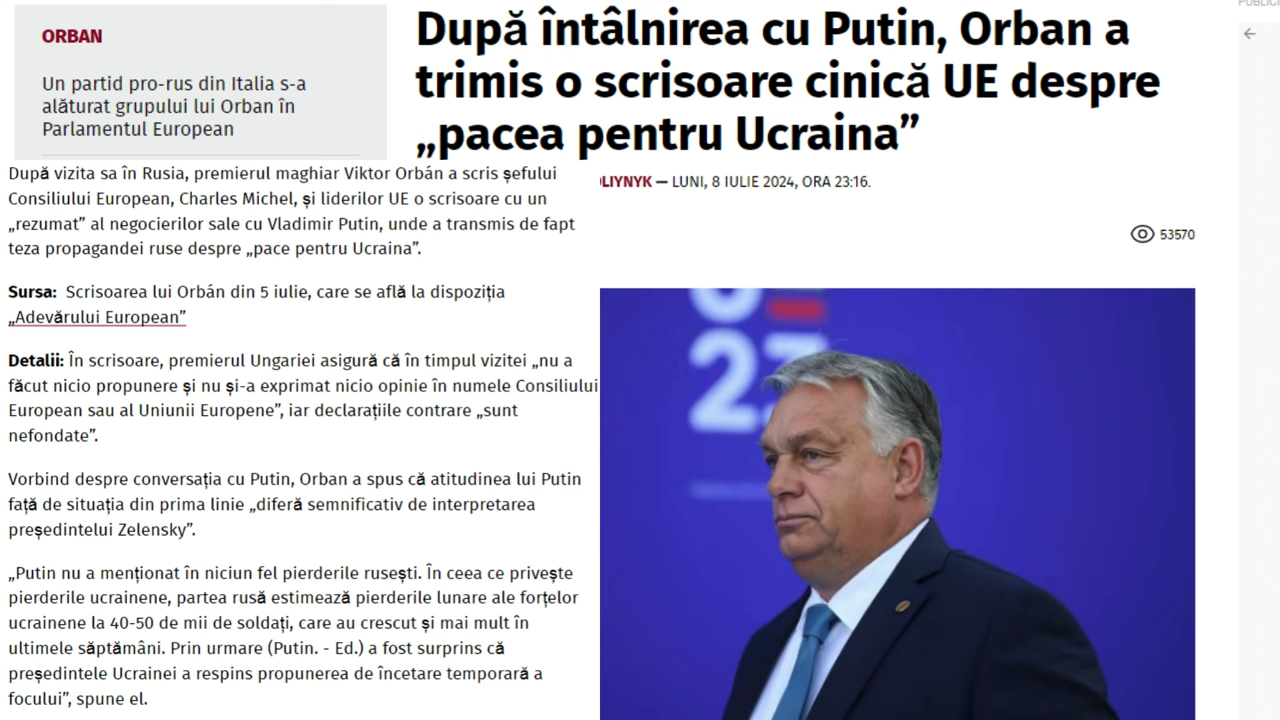 ORBAN
Un partid pro-rus din Italia s-a
alăturat grupului lui Orban în
Parlamentul European
După întâlnirea cu Putin, Orban a
trimis o scrisoare cinică UE despre
„pacea pentru Ucraina”
LIYNYK — LUNI, 8 IULIE 2024, ORA 23:16.
53570
După vizita sa în Rusia, premierul maghiar Viktor Orbán a scris șefului
Consiliului European, Charles Michel, și liderilor UE o scrisoare cu un
„rezumat” al negocierilor sale cu Vladimir Putin, unde a transmis de fapt
teza propagandei ruse despre „pace pentru Ucraina”.
Sursa: Scrisoarea lui Orbán din 5 iulie, care se află la dispoziția
„Adevărului European”
Detalii: În scrisoare, premierul Ungariei asigură că în timpul vizitei „nu a
făcut nicio propunere și nu și-a exprimat nicio opinie în numele Consiliului
European sau al Uniunii Europene”, iar declarațiile contrare „sunt
nefondate”.
Vorbind despre conversația cu Putin, Orban a spus că atitudinea lui Putin
față de situația din prima linie „diferă semnificativ de interpretarea
președintelui Zelensky”.
„Putin nu a menționat în niciun fel pierderile rusești. În ceea ce privește
pierderile ucrainene, partea rusă estimează pierderile lunare ale forțelor
ucrainene la 40-50 de mii de soldați, care au crescut și mai mult în
ultimele săptămâni. Prin urmare (Putin. - Ed.) a fost surprins că
președintele Ucrainei a respins propunerea de încetare temporară a
focului”, spune el.
23